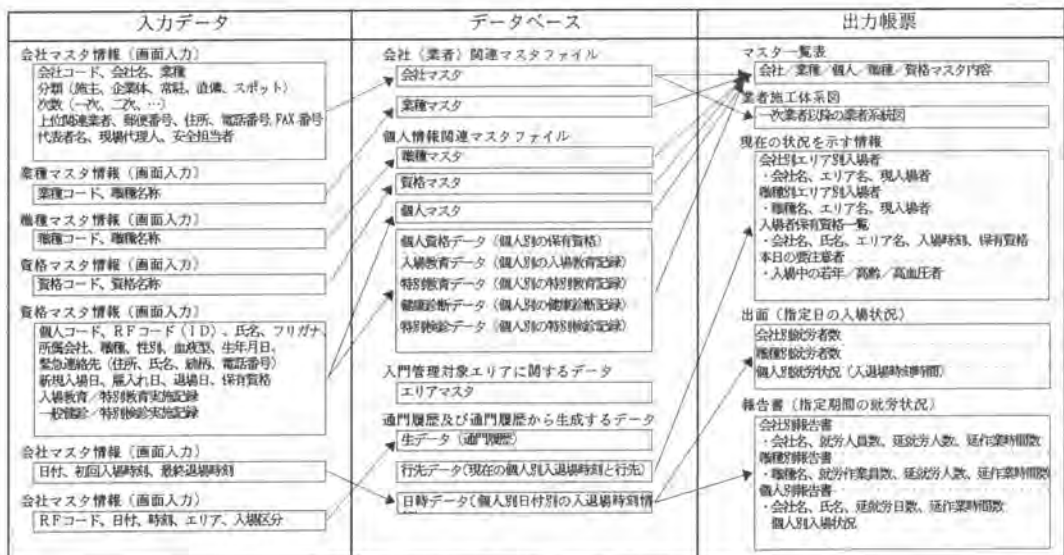 入力データ
会社マスタ情報（画面入力）
会社コード、会社名、業種
分類（施主、企業体、常駐、直備、スポット）
次数（一次、二次、…）
上位関連業者、郵便番号、住所、電話番号,FAX番号
代表者名、現場代理人、安全担当者
業種マスタ情報（画面入力）
業種コード、職種名称
職種マスタ情報（画面入力）
職種コード、職種名称
資格マスタ情報（画面入力）
資格コード、資格名称
資格マスタ情報（画面入力）
個人コード、RFコード（ID）、氏名、フリガナ、
所属会社、職種、性別、血液型、生年月日、
緊急連絡先（住所、氏名、続柄、電話番号）
新規入場日、雇入れ日、退場日、保有資格
入場教育／特別教育実施記録
一般健診／特別検診実施記録
会社マスタ情報（画面入力）
日付、初回入場時刻、最終退場時刻
会社マスタ情報（画面入力）
RFコード、日付、時刻、エリア、入場区分
データベース
会社（業者）関連マスタファイル
会社マスタ
業種マスタ
個人情報関連マスタファイル
職種マスタ
資格マスタ
個人マスタ
個人資格データ（個人別の保有資格）
入場教育データ（個人別の入場教育記録）
特別教育データ（個人別の特別教育記録）
健康診断データ（個人別の健康診断記録）
特別検診データ（個人別の特別検診記録）
入門管理対象エリアに関するデータ
エリアマスタ
通門履歴及び通門履歴から生成するデータ
生データ（通門履歴）
行先データ（現在の個人別入退場時刻と行先）
日時データ（個人別日付別の入退場時刻情
出力帳票
マスター覧表
会社／業種／個人／職種／資格マスタ内容
業者施工体系図
一次業者以降の業者系統図
現在の状況を示す情報
会社別エリア別入場者
・会社名、エリア名、現入場者
職種別エリア別入場者
・職種名、エリア名、現入場者
入場者保有資格一覧
・会社名、氏名、エリア名、入場時刻、保有資格
本日の要注意者
・入場中の若年／高齢／高血圧者
出面（指定日の入場状況）
会社別就労者数
職種別就労者数
個人別就労状況（入退場時刻時間）
報告書（指定期間の就労状況）
会社別報告書
・会社名、就労人員数、延就労人数、延作業時間数
職種別報告書
・職種名、就労作業員数、延就労人数、延作業時間数
個人別報告書
・会社名、氏名、延就労日数、延作業時間数
個人別入場状況